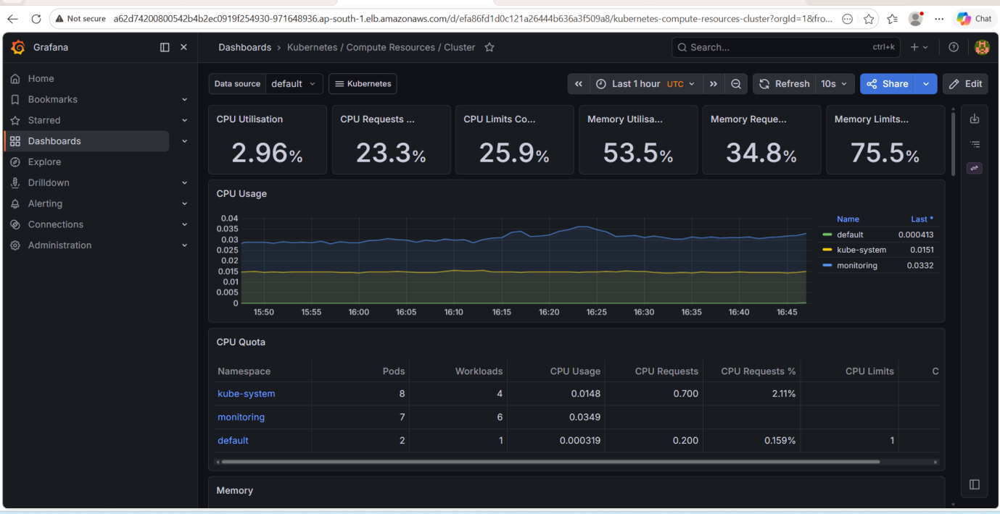 Not secure a62d74200800542b4b2ec0919f254930-971648936.ap-south-1.elb.amazonaws.com/d/efa86fd1d0c121a26444b636a3f509a8/kubernetes-compute-resources-cluster?orgId=1&fro... Chat
Grafana
Dashboards › Kubernetes / Compute Resources / Cluster
Search... ctrl+k
Home
Bookmarks
Starred
Dashboards
Explore
Drilldown
Alerting
Connections
Administration
Data source default Kubernetes
Last 1 hour UTC Refresh 10s Share Edit
CPU Utilisation CPU Requests ... CPU Limits Co... Memory Utilisa... Memory Reque... Memory Limits...
2.96% 23.3% 25.9% 53.5% 34.8% 75.5%
CPU Usage
0.04
0.035
0.03
0.025
0.02
0.015
0.01
0.005
0
15:50 15:55 16:00 16:05 16:10 16:15 16:20 16:25 16:30 16:35 16:40 16:45
Name Last *
default 0.000413
kube-system 0.0151
monitoring 0.0332
CPU Quota
Namespace Pods Workloads CPU Usage CPU Requests CPU Requests % CPU Limits C
kube-system 8 4 0.0148 0.700 2.11%
monitoring 7 6 0.0349
default 2 1 0.000319 0.200 0.159% 1
Memory